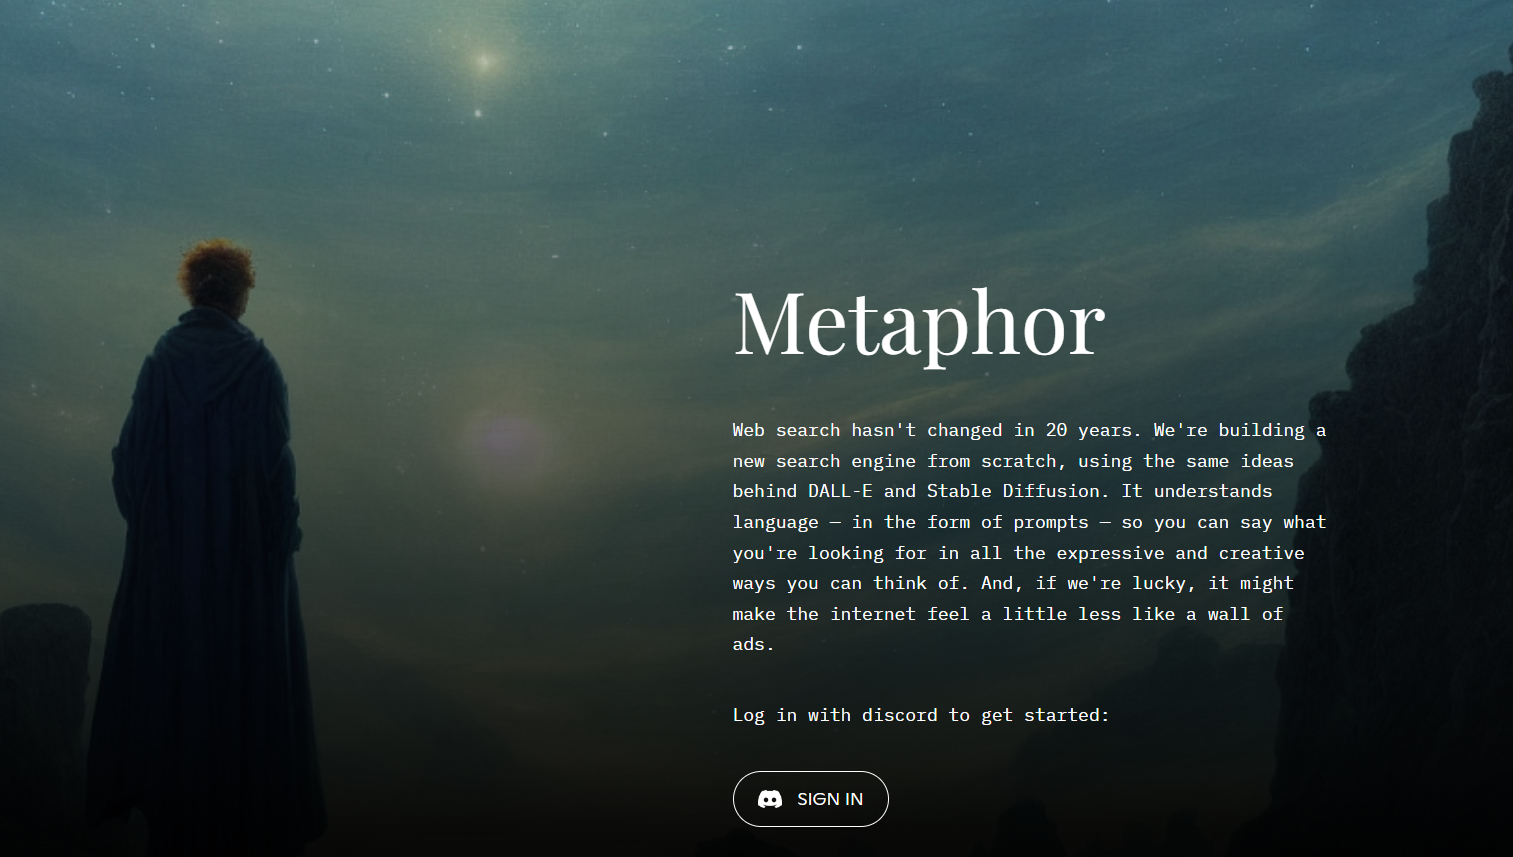 Metaphor
Web search hasn't changed in 20 years. We're building a
new search engine from scratch, using the same ideas
behind DALL-E and Stable Diffusion. It understands
language — in the form of prompts — so you can say what
you're looking for in all the expressive and creative
ways you can think of. And, if we're lucky, it might
make the internet feel a little less like a wall of
ads.
Log in with discord to get started:
SIGN IN